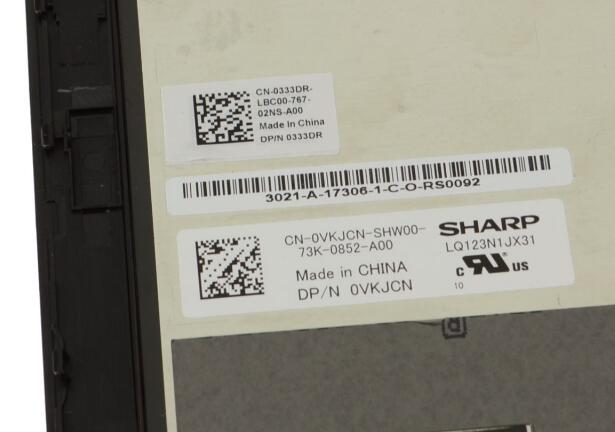 CN-0333DR-
LBC00-767-
02NS-A00
Made in China
DP/N 0333DR
3021-A-17306-1-C-O-RS0092
CN-0VKJCN-SHW00-
73K-0852-A00
Made in CHINA
DP/N 0VKJCN
SHARP
LQ123N1JX31
c RU US
10
R